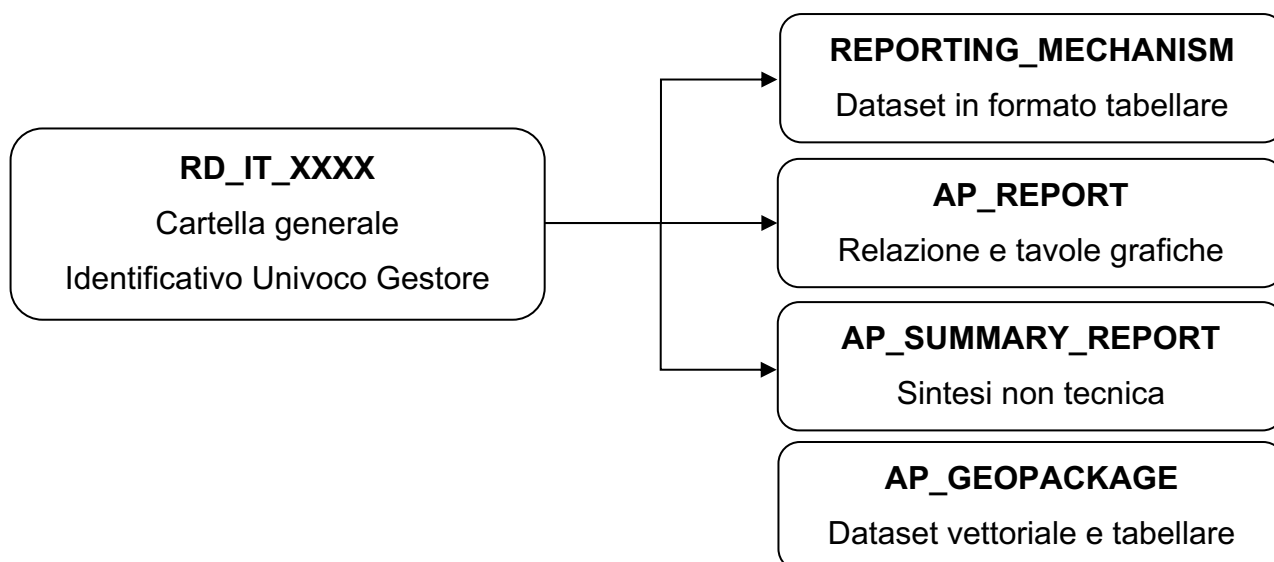 RD_IT_XXXX
Cartella generale
Identificativo Univoco Gestore
REPORTING_MECHANISM
Dataset in formato tabellare
AP_REPORT
Relazione e tavole grafiche
AP_SUMMARY_REPORT
Sintesi non tecnica
AP_GEOPACKAGE
Dataset vettoriale e tabellare